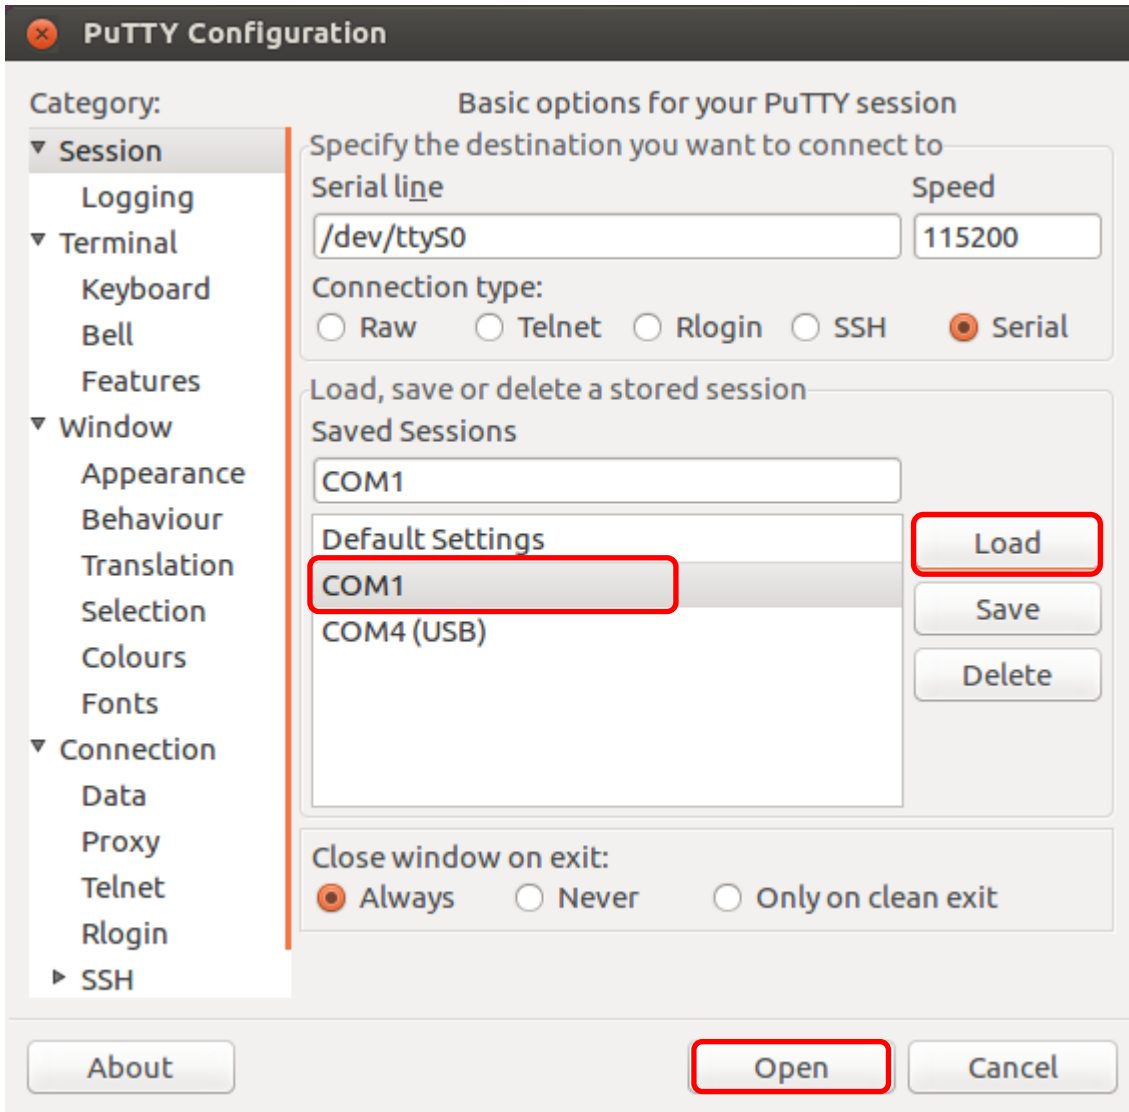 PuTTY Configuration
Category:
Session
Logging
Terminal
Keyboard
Bell
Features
Window
Appearance
Behaviour
Translation
Selection
Colours
Fonts
Connection
Data
Proxy
Telnet
Rlogin
SSH
Basic options for your PuTTY session
Specify the destination you want to connect to
Serial line Speed
/dev/ttyS0 115200
Connection type:
Raw Telnet Rlogin SSH Serial
Load, save or delete a stored session
Saved Sessions
COM1
Default Settings
COM1
COM4 (USB)
Load
Save
Delete
Close window on exit:
Always Never Only on clean exit
About Open Cancel